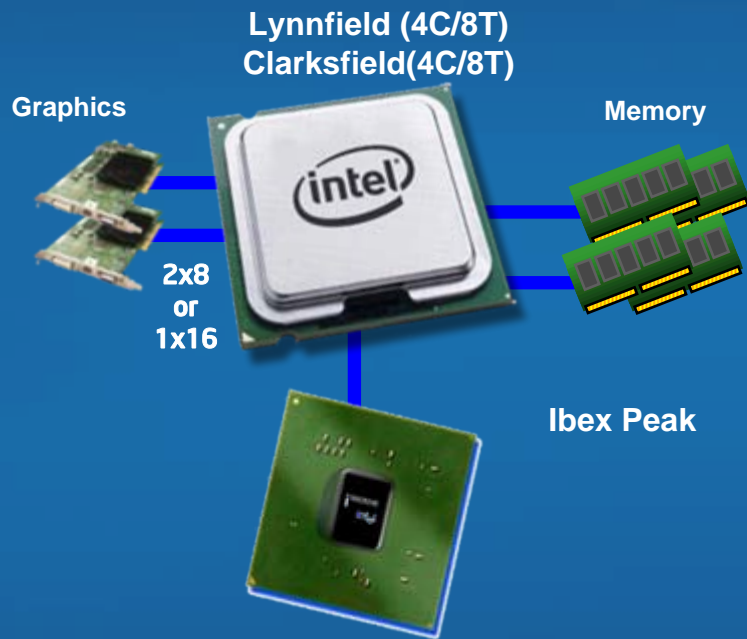 Lynnfield (4C/8T)
Clarksfield(4C/8T)
Graphics
Memory
intel
2x8
or
1x16
Ibex Peak